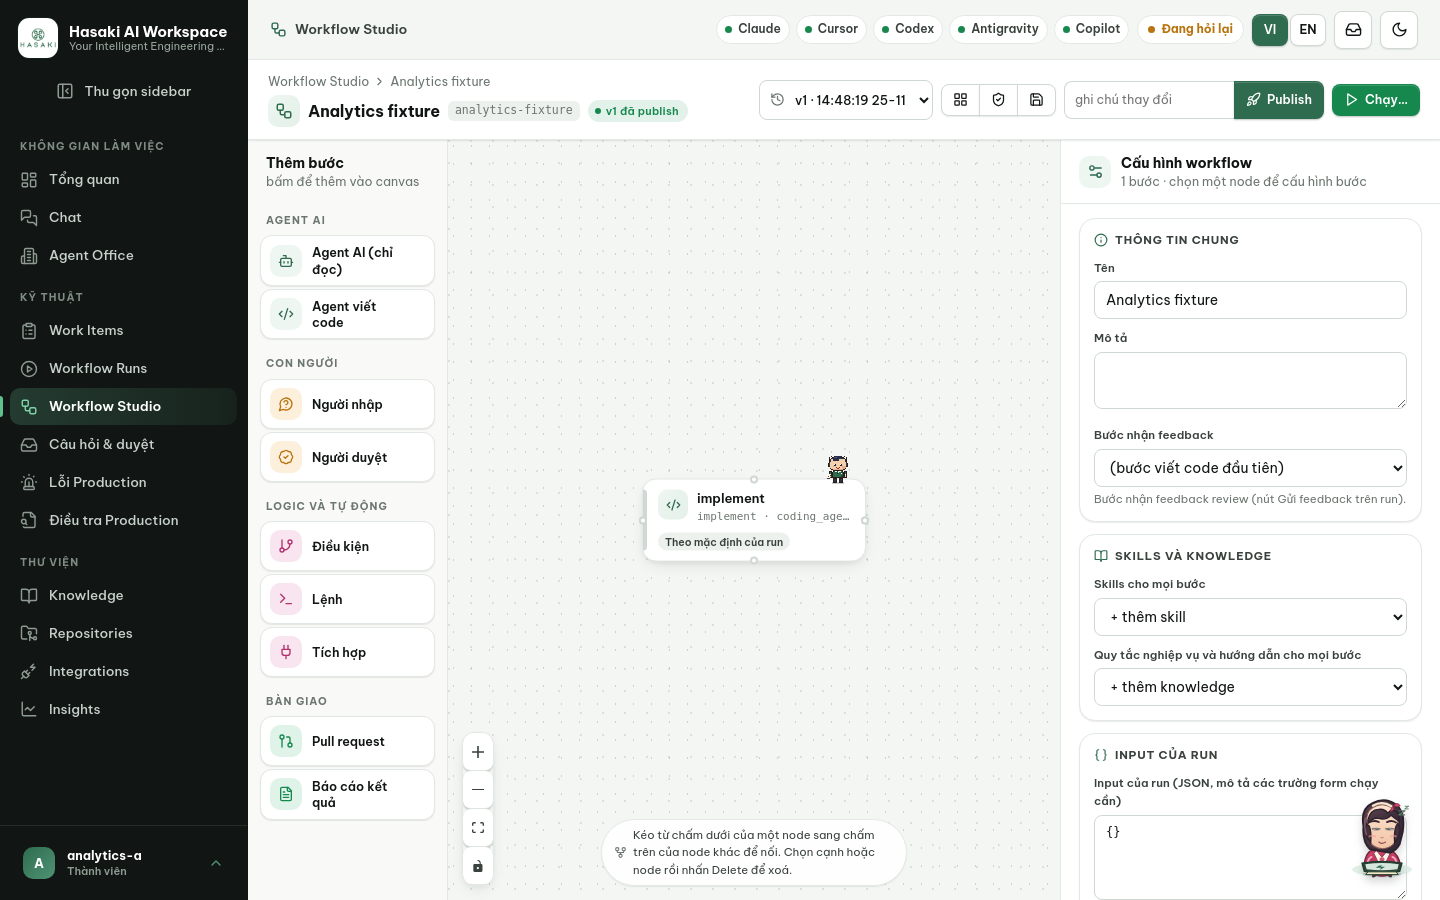 HASAKI
Hasaki AI Workspace
Your Intelligent Engineering ...
Thu gọn sidebar
KHÔNG GIAN LÀM VIỆC
Tổng quan
Chat
Agent Office
KỸ THUẬT
Work Items
Workflow Runs
Workflow Studio
Câu hỏi & duyệt
Lỗi Production
Điều tra Production
THƯ VIỆN
Knowledge
Repositories
Integrations
Insights
A
analytics-a
Thành viên
Workflow Studio
Claude
Cursor
Codex
Antigravity
Copilot
Đang hỏi lại
VI
EN
Workflow Studio > Analytics fixture
Analytics fixture
analytics-fixture
v1 đã publish
v1 · 14:48:19 25-11
ghi chú thay đổi
Publish
Chạy...
Thêm bước
bấm để thêm vào canvas
AGENT AI
Agent AI (chỉ
đọc)
Agent viết
code
CON NGƯỜI
Người nhập
Người duyệt
LOGIC VÀ TỰ ĐỘNG
Điều kiện
Lệnh
Tích hợp
BÀN GIAO
Pull request
Báo cáo kết
quả
implement
implement · coding_age…
Theo mặc định của run
Kéo từ chấm dưới của một node sang chấm
trên của node khác để nối. Chọn cạnh hoặc
node rồi nhấn Delete để xoá.
Cấu hình workflow
1 bước · chọn một node để cấu hình bước
THÔNG TIN CHUNG
Tên
Analytics fixture
Mô tả
Bước nhận feedback
(bước viết code đầu tiên)
Bước nhận feedback review (nút Gửi feedback trên run).
SKILLS VÀ KNOWLEDGE
Skills cho mọi bước
+ thêm skill
Quy tắc nghiệp vụ và hướng dẫn cho mọi bước
+ thêm knowledge
INPUT CỦA RUN
Input của run (JSON, mô tả các trường form chạy
cần)
{}